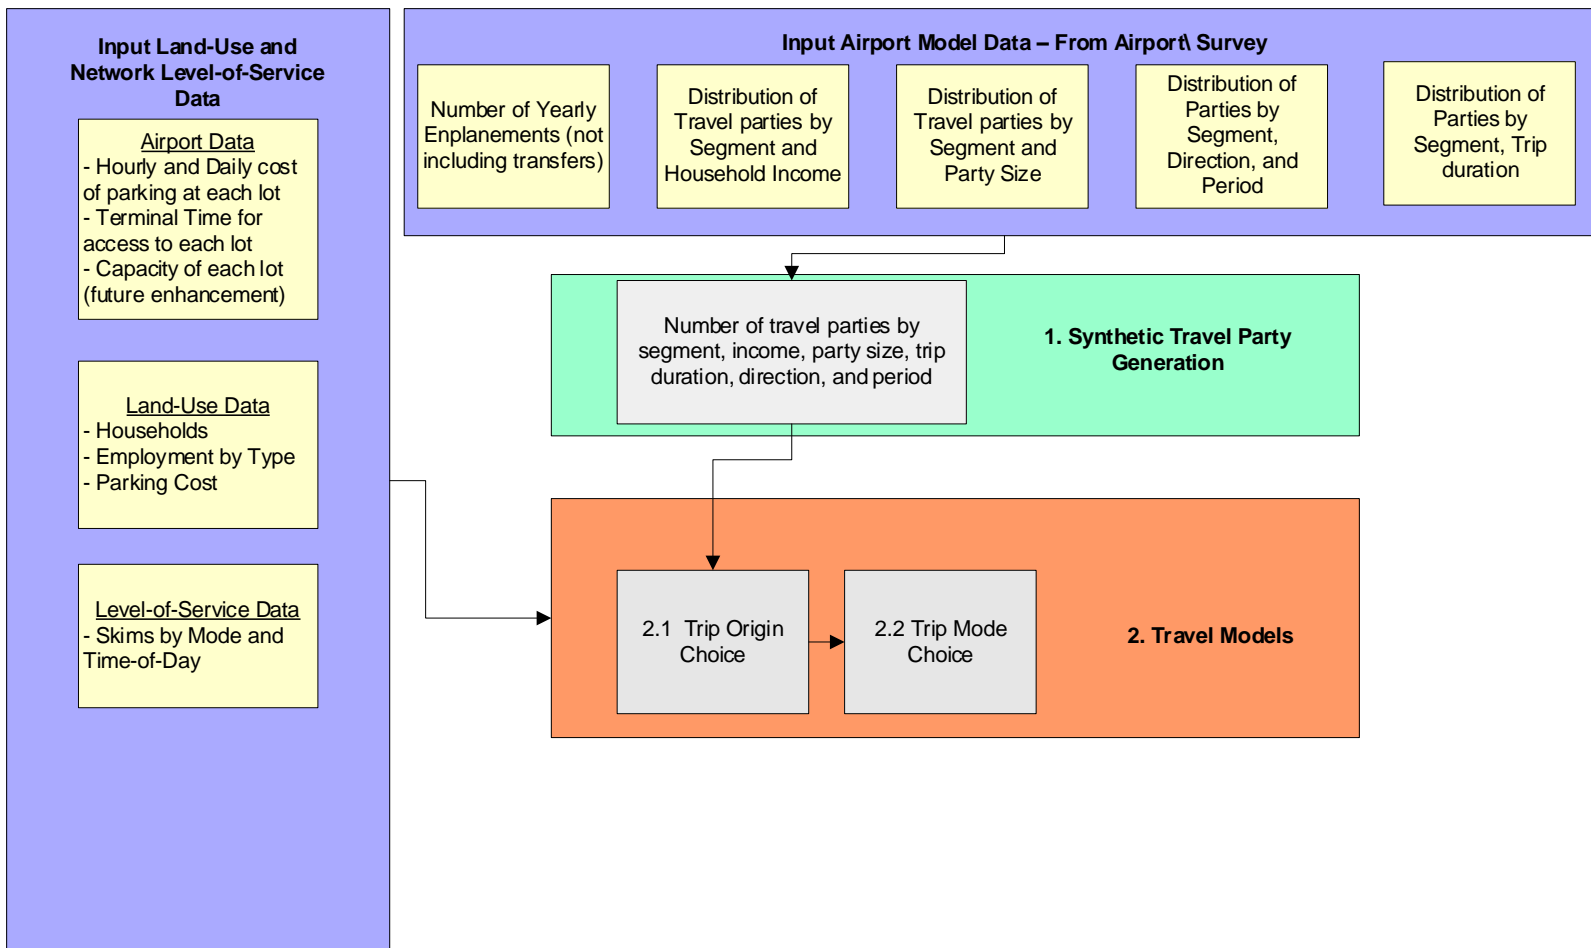 Input Land-Use and
Network Level-of-Service
Data
Airport Data
- Hourly and Daily cost
of parking at each lot
- Terminal Time for
access to each lot
- Capacity of each lot
(future enhancement)
Land-Use Data
- Households
- Employment by Type
- Parking Cost
Level-of-Service Data
- Skims by Mode and
Time-of-Day
Input Airport Model Data – From Airport\ Survey
Number of Yearly
Enplanements (not
including transfers)
Distribution of
Travel parties by
Segment and
Household Income
Distribution of
Travel parties by
Segment and
Party Size
Distribution of
Parties by
Segment,
Direction, and
Period
Distribution of
Parties by
Segment, Trip
duration
Number of travel parties by
segment, income, party size, trip
duration, direction, and period
1. Synthetic Travel Party
Generation
2.1 Trip Origin
Choice
2.2 Trip Mode
Choice
2. Travel Models